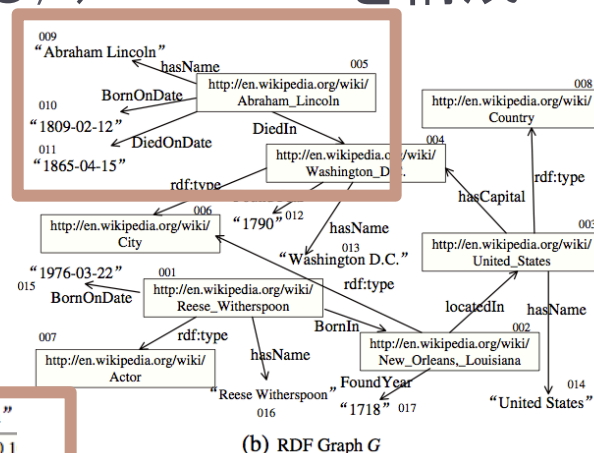 009
"Abraham Lincoln"
hasName
005
http://en.wikipedia.org/wiki/
Abraham_Lincoln
008
http://en.wikipedia.org/wiki/
Country
010
BornOnDate
"1809-02-12"
011
DiedOnDate
"1865-04-15"
DiedIn
004
http://en.wikipedia.org/wiki/
Washington_D.C.
rdf:type
rdf:type
hasCapital
006
http://en.wikipedia.org/wiki/
City
"1790" 012
hasName
013
"Washington D.C."
003
http://en.wikipedia.org/wiki/
United_States
"1976-03-22"
015
BornOnDate
001
http://en.wikipedia.org/wiki/
Reese_Witherspoon
rdf:type
locatedIn
hasName
BornIn
002
http://en.wikipedia.org/wiki/
New_Orleans,_Louisiana
rdf:type
007
http://en.wikipedia.org/wiki/
Actor
hasName
"Reese Witherspoon"
016
FoundYear
"1718" 017
014
"United States"
(b) RDF Graph G